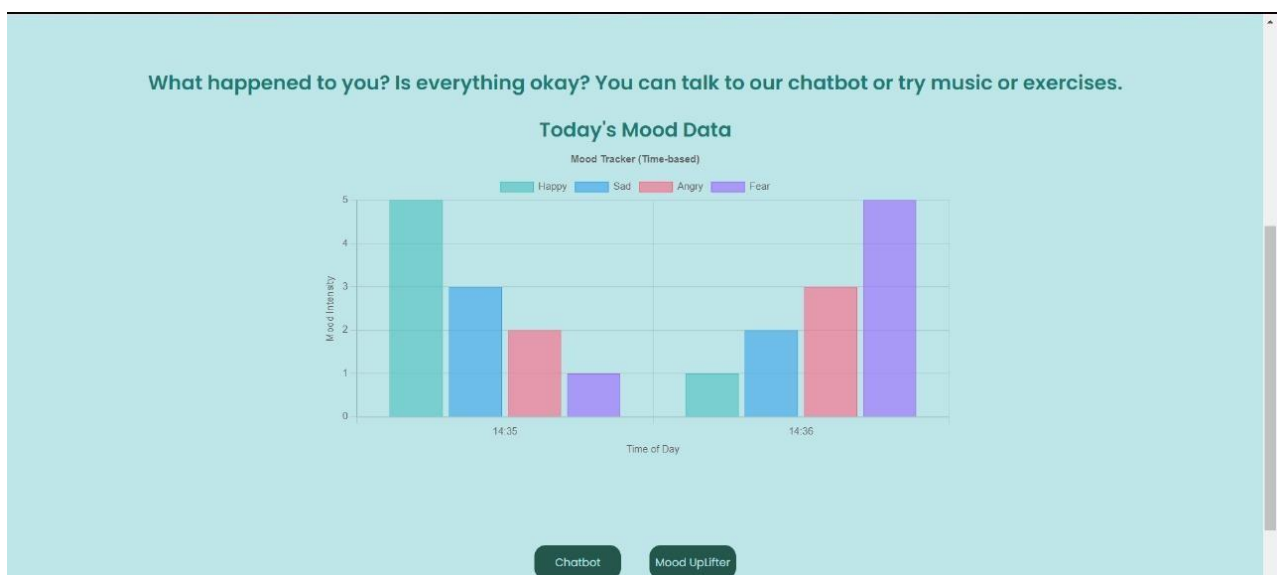 What happened to you? Is everything okay? You can talk to our chatbot or try music or exercises.
Today's Mood Data
Mood Tracker (Time-based)
Happy Sad Angry Fear
5
4
3
2
1
0
Mood Intensity
14:35 14:36
Time of Day
Chatbot Mood UpLifter